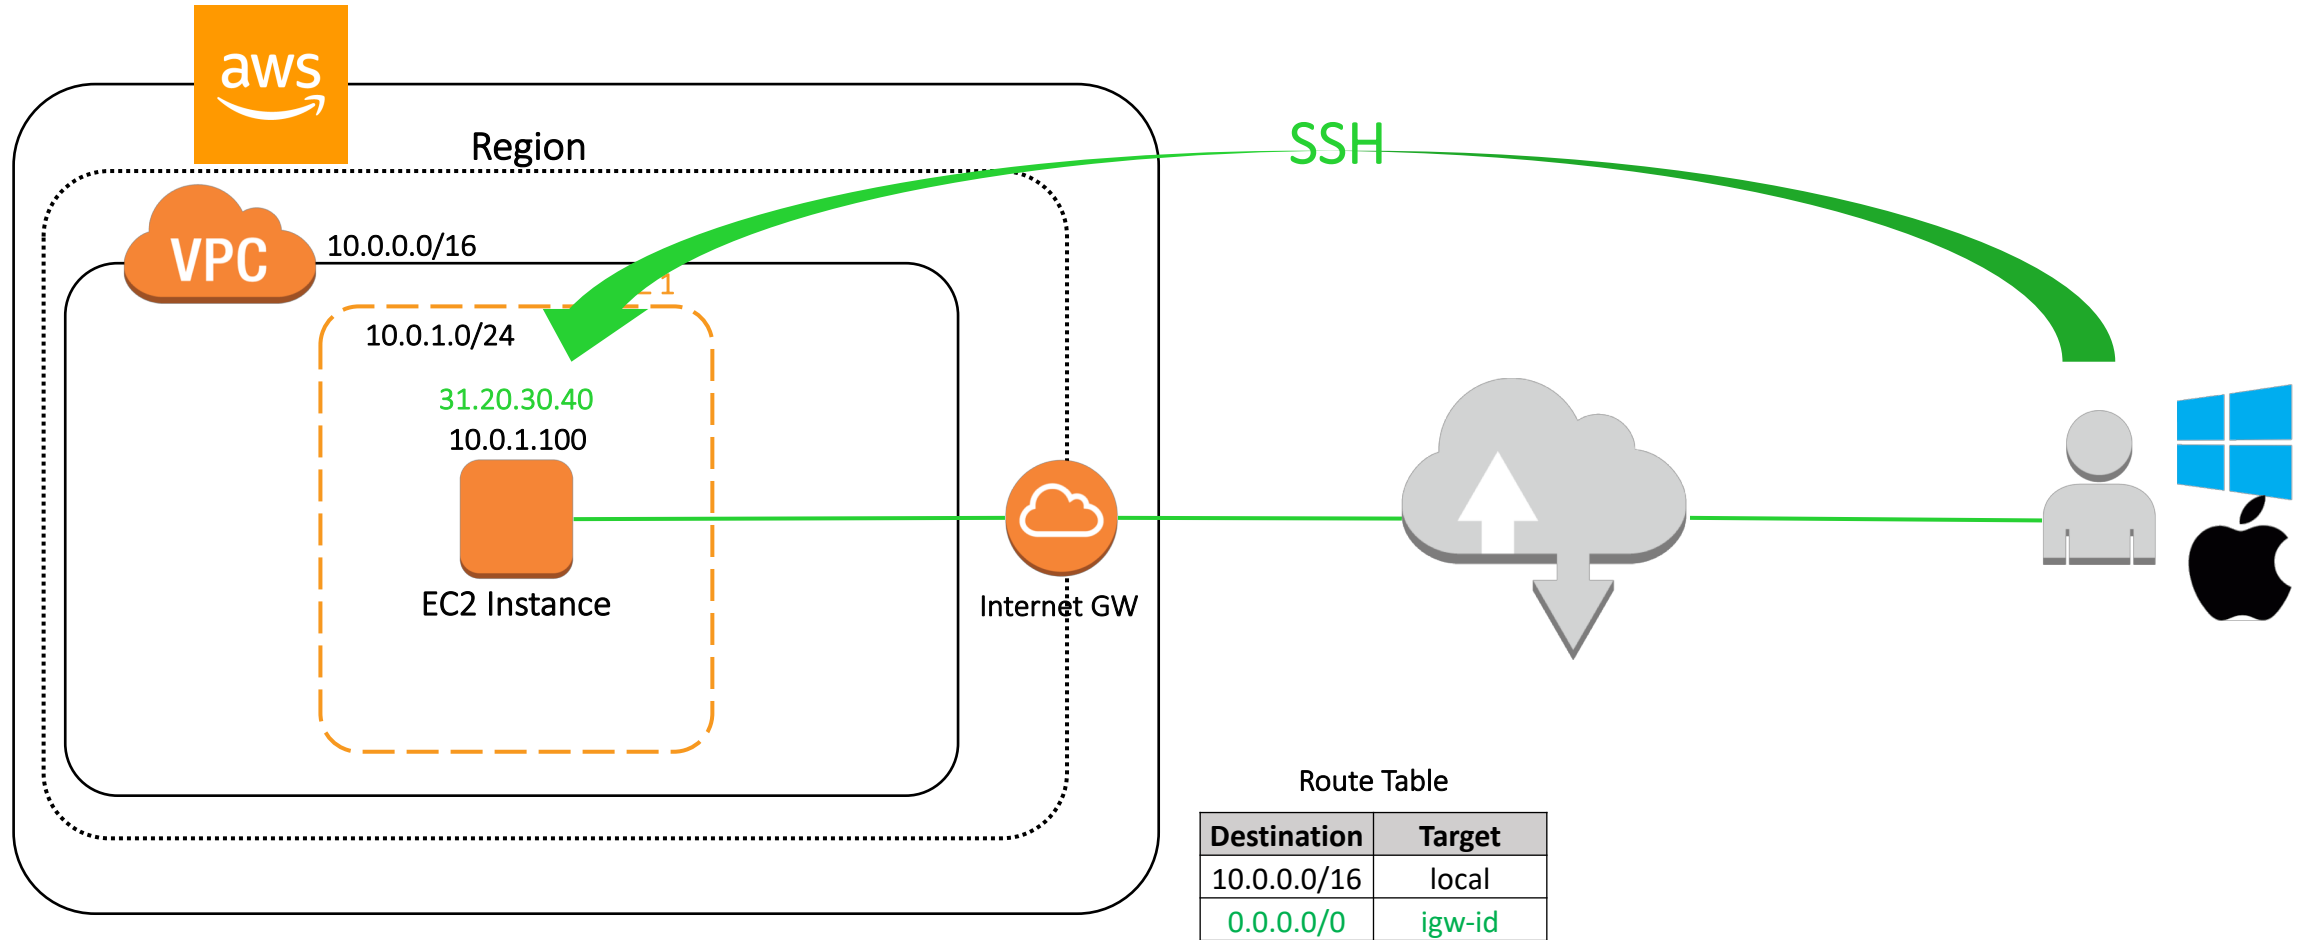 aws
Region
SSH
VPC
10.0.0.0/16
1
10.0.1.0/24
31.20.30.40
10.0.1.100
EC2 Instance
Internet GW
Route Table
Destination Target
10.0.0.0/16 local
0.0.0.0/0 igw-id